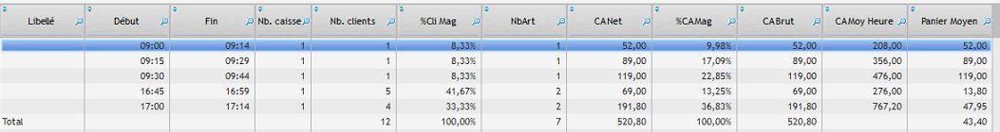 Libellé Début Fin Nb. caisse Nb. clients %Cli Mag NbArt CANet %CAMag CABrut CAMoy Heure Panier Moyen
09:00 09:14 1 1 8,33% 1 52,00 9,98% 52,00 208,00 52,00
09:15 09:29 1 1 8,33% 1 89,00 17,09% 89,00 356,00 89,00
09:30 09:44 1 1 8,33% 1 119,00 22,85% 119,00 476,00 119,00
16:45 16:59 1 5 41,67% 2 69,00 13,25% 69,00 276,00 13,80
17:00 17:14 1 4 33,33% 2 191,80 36,83% 191,80 767,20 47,95
Total 12 100,00% 7 520,80 100,00% 520,80 43,40